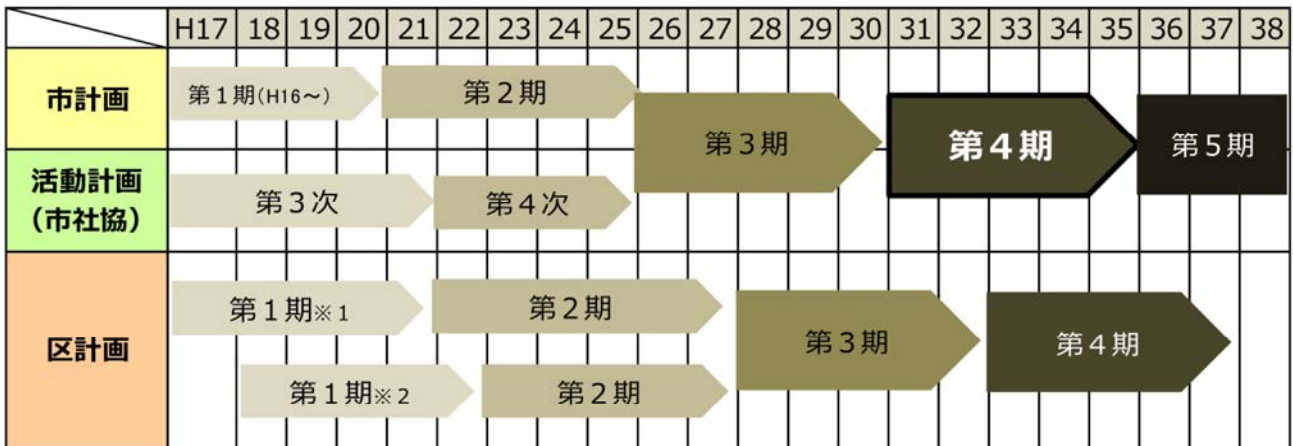 H17 18 19 20 21 22 23 24 25 26 27 28 29 30 31 32 33 34 35 36 37 38
市計画
第１期(H16～)
第２期
第３期
第４期
第５期
活動計画
(市社協)
第３次
第４次
区計画
第１期※1
第２期
第３期
第４期
第１期※2
第２期